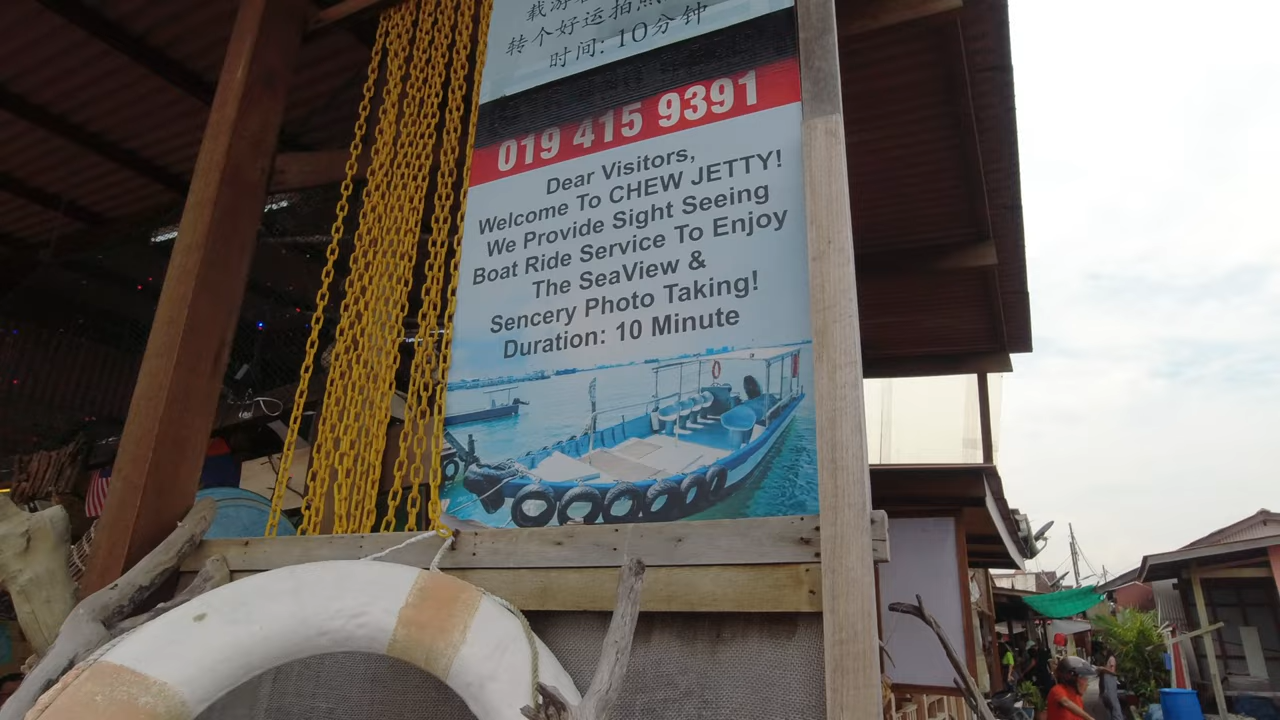 载游
转个好运拍照
时间: 10分钟
019 415 9391
Dear Visitors,
Welcome To CHEW JETTY!
We Provide Sight Seeing
Boat Ride Service To Enjoy
The SeaView &
Sencery Photo Taking!
Duration: 10 Minute